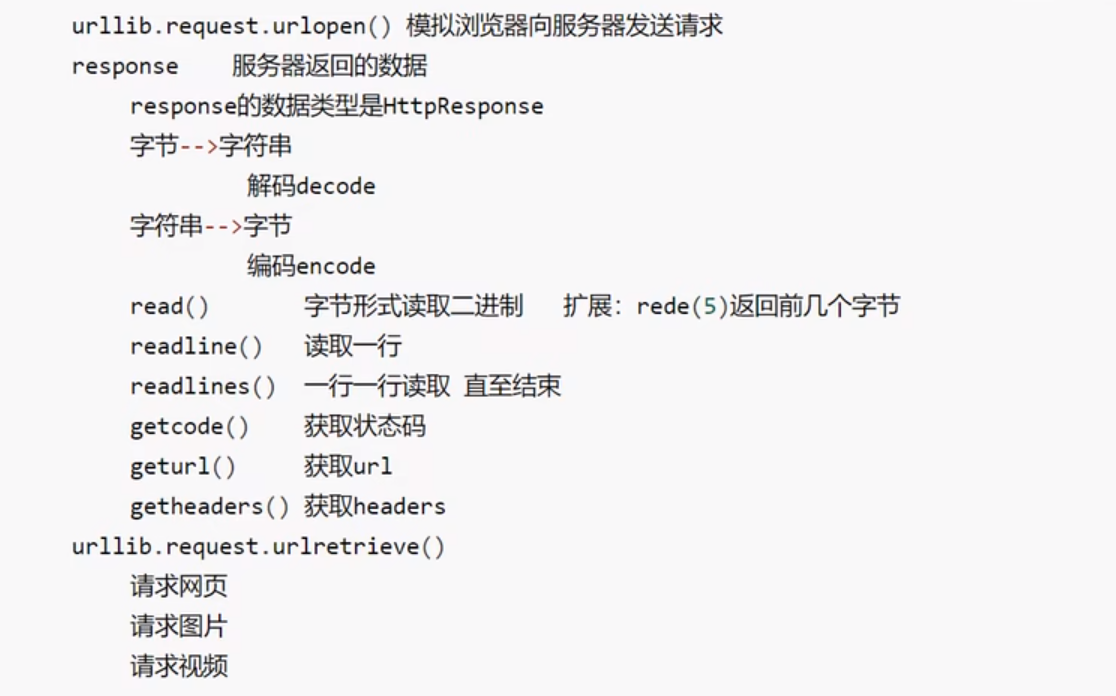 urllib.request.urlopen() 模拟浏览器向服务器发送请求
response 服务器返回的数据
response的数据类型是HttpResponse
字节-->字符串
解码decode
字符串-->字节
编码encode
read() 字节形式读取二进制 扩展：rede(5)返回前几个字节
readline() 读取一行
readlines() 一行一行读取 直至结束
getcode() 获取状态码
geturl() 获取url
getheaders() 获取headers
urllib.request.urlretrieve()
请求网页
请求图片
请求视频